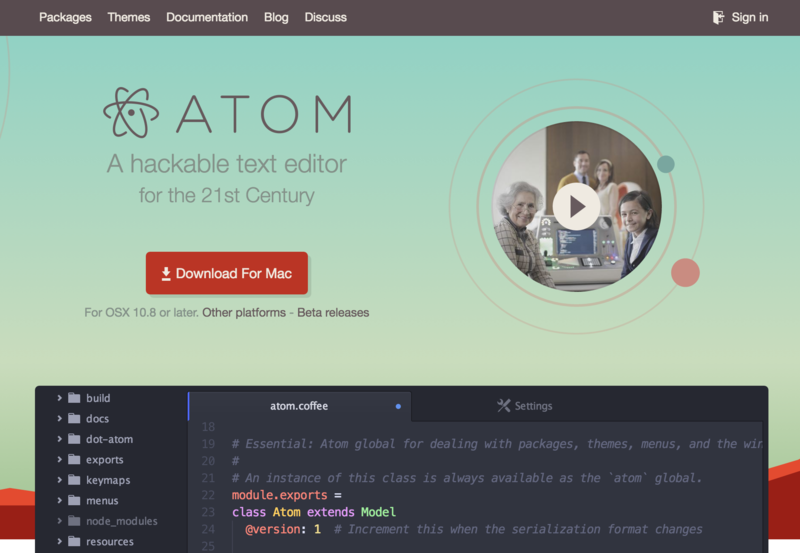 Packages Themes Documentation Blog Discuss Sign in
ATOM
A hackable text editor
for the 21st Century
Download For Mac
For OSX 10.8 or later. Other platforms - Beta releases
build
docs
dot-atom
exports
keymaps
menus
node_modules
resources
atom.coffee Settings
18
19 # Essential: Atom global for dealing with packages, themes, menus, and the win
20 #
21 # An instance of this class is always available as the `atom` global.
22 module.exports =
23 class Atom extends Model
24 @version: 1 # Increment this when the serialization format changes
25